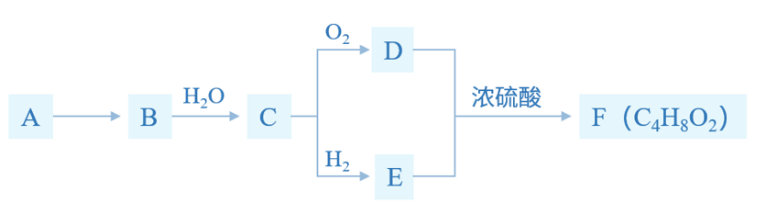 O₂
D
A
B
H₂O
C
浓硫酸
F（C₄H₈O₂）
H₂
E